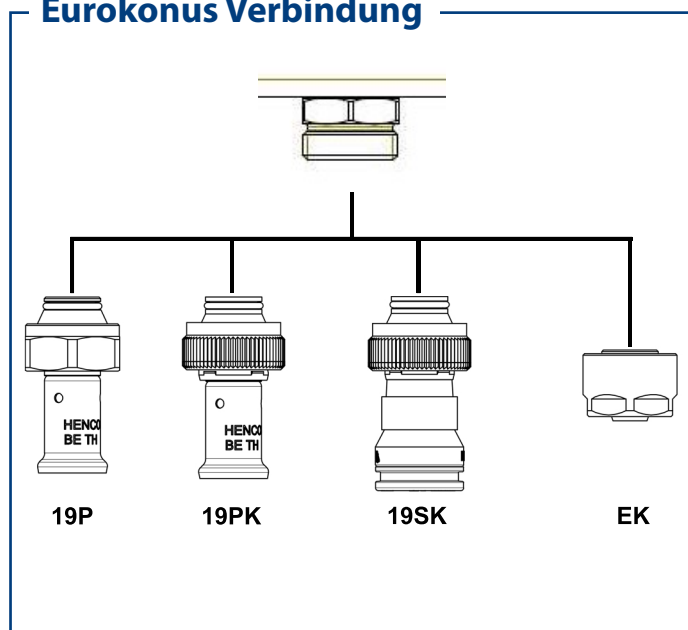 Eurokonus Verbindung
HENCO
BE TH
HENCO
BE TH
19P 19PK 19SK EK